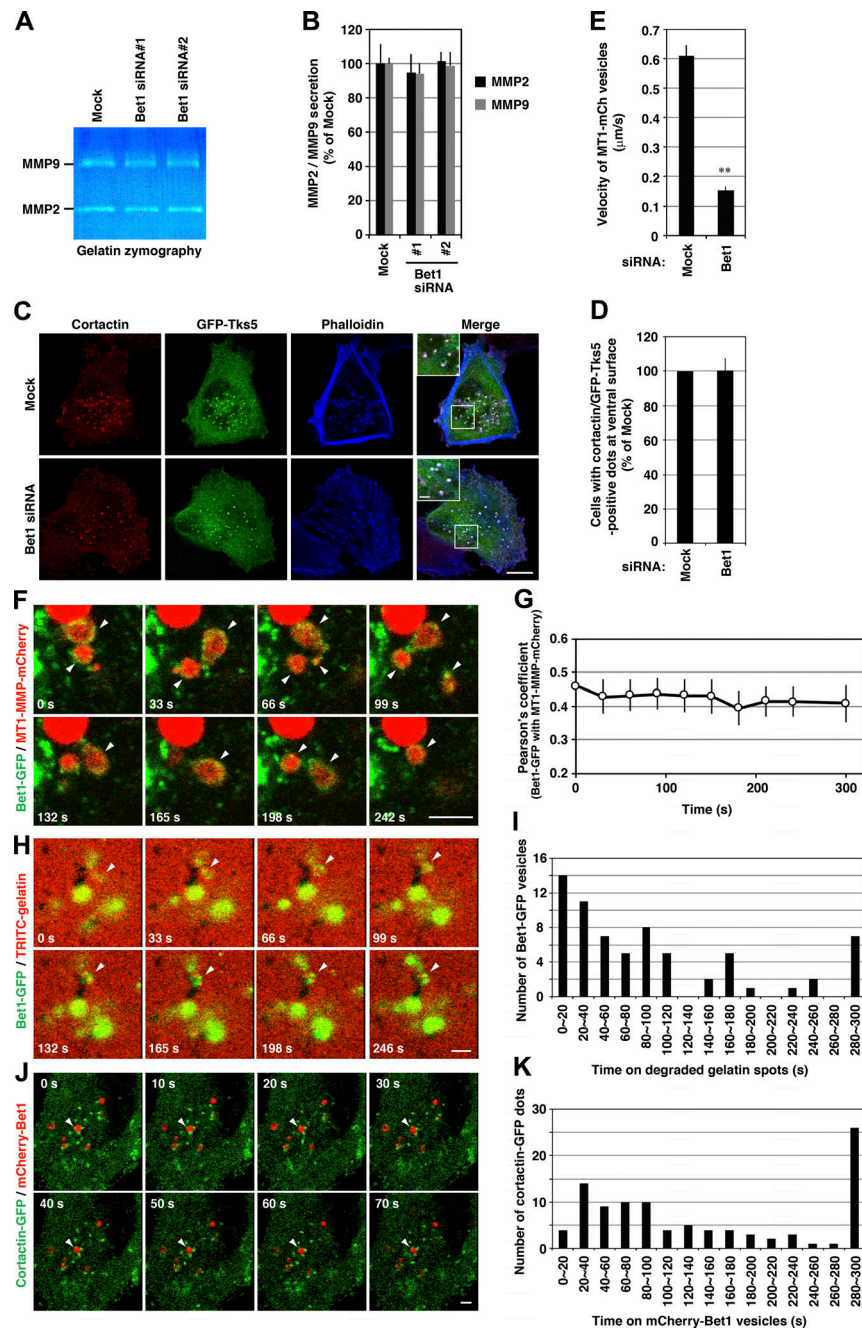 A
Mock
Bet1 siRNA#1
Bet1 siRNA#2
MMP9
MMP2
Gelatin zymography
B
MMP2 / MMP9 secretion
(% of Mock)
120
100
80
60
40
20
0
Mock
#1
#2
Bet1
siRNA
MMP2
MMP9
E
Velocity of MT1-mCh vesicles
(µm/s)
0.7
0.6
0.5
0.4
0.3
0.2
0.1
0
**
siRNA:
Mock
Bet1
C
Cortactin
GFP-Tks5
Phalloidin
Merge
Mock
Bet1 siRNA
D
Cells with cortactin/GFP-Tks5
-positive dots at ventral surface
(% of Mock)
120
100
80
60
40
20
0
siRNA:
Mock
Bet1
F
Bet1-GFP / MT1-MMP-mCherry
0 s
33 s
66 s
99 s
132 s
165 s
198 s
242 s
G
Pearson's coefficient
(Bet1-GFP with MT1-MMP-mCherry)
0.6
0.5
0.4
0.3
0.2
0
100
200
300
Time (s)
H
Bet1-GFP / TRITC-gelatin
0 s
33 s
66 s
99 s
132 s
165 s
198 s
246 s
I
Number of Bet1-GFP vesicles
16
12
8
4
0
0~20
20~40
40~60
60~80
80~100
100~120
120~140
140~160
160~180
180~200
200~220
220~240
240~260
260~280
280~300
Time on degraded gelatin spots (s)
J
Cortactin-GFP / mCherry-Bet1
0 s
10 s
20 s
30 s
40 s
50 s
60 s
70 s
K
Number of cortactin-GFP dots
30
20
10
0
0~20
20~40
40~60
60~80
80~100
100~120
120~140
140~160
160~180
180~200
200~220
220~240
240~260
260~280
280~300
Time on mCherry-Bet1 vesicles (s)